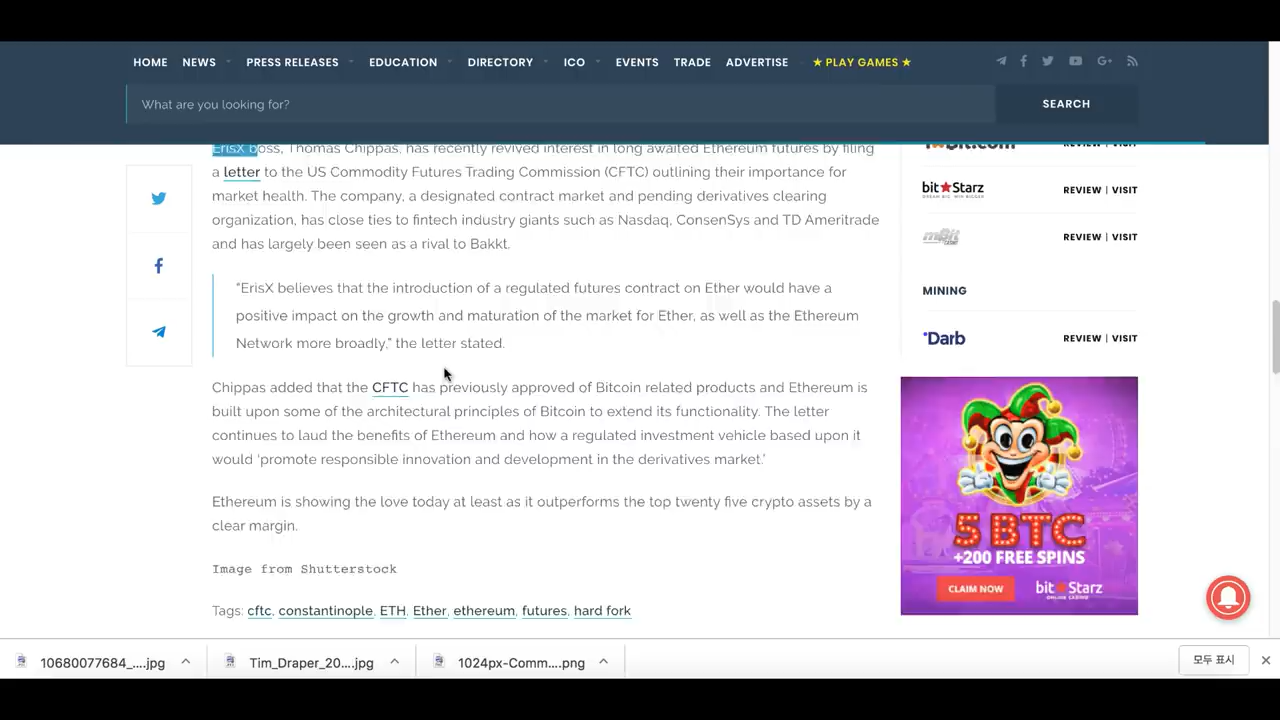 HOME NEWS PRESS RELEASES EDUCATION DIRECTORY ICO EVENTS TRADE ADVERTISE ★ PLAY GAMES ★
What are you looking for?
SEARCH
ErisX boss, Thomas Chippas, has recently revived interest in long awaited Ethereum futures by filing
a letter to the US Commodity Futures Trading Commission (CFTC) outlining their importance for
market health. The company, a designated contract market and pending derivatives clearing
organization, has close ties to fintech industry giants such as Nasdaq, ConsenSys and TD Ameritrade
and has largely been seen as a rival to Bakkt.
“ErisX believes that the introduction of a regulated futures contract on Ether would have a
positive impact on the growth and maturation of the market for Ether, as well as the Ethereum
Network more broadly,” the letter stated.
Chippas added that the CFTC has previously approved of Bitcoin related products and Ethereum is
built upon some of the architectural principles of Bitcoin to extend its functionality. The letter
continues to laud the benefits of Ethereum and how a regulated investment vehicle based upon it
would ‘promote responsible innovation and development in the derivatives market.’
Ethereum is showing the love today at least as it outperforms the top twenty five crypto assets by a
clear margin.
Image from Shutterstock
Tags: cftc, constantinople, ETH, Ether, ethereum, futures, hard fork
bitStarz REVIEW | VISIT
mBit REVIEW | VISIT
MINING
Darb REVIEW | VISIT
5 BTC
+200 FREE SPINS
CLAIM NOW
bitStarz
ONLINE CASINO
10680077684_....jpg
Tim_Draper_20....jpg
1024px-Comm....png
모두 표시